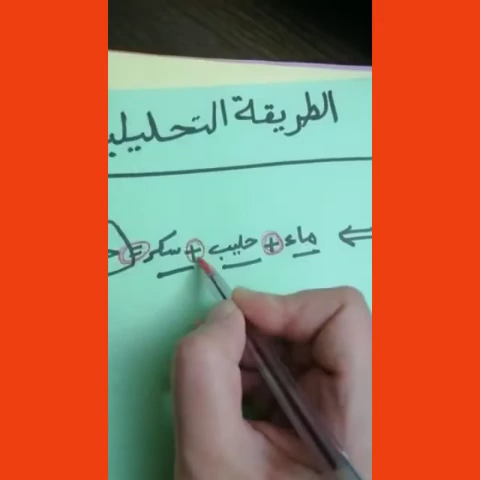 الطريقة التحليلي
ماء + حليب + سكر =